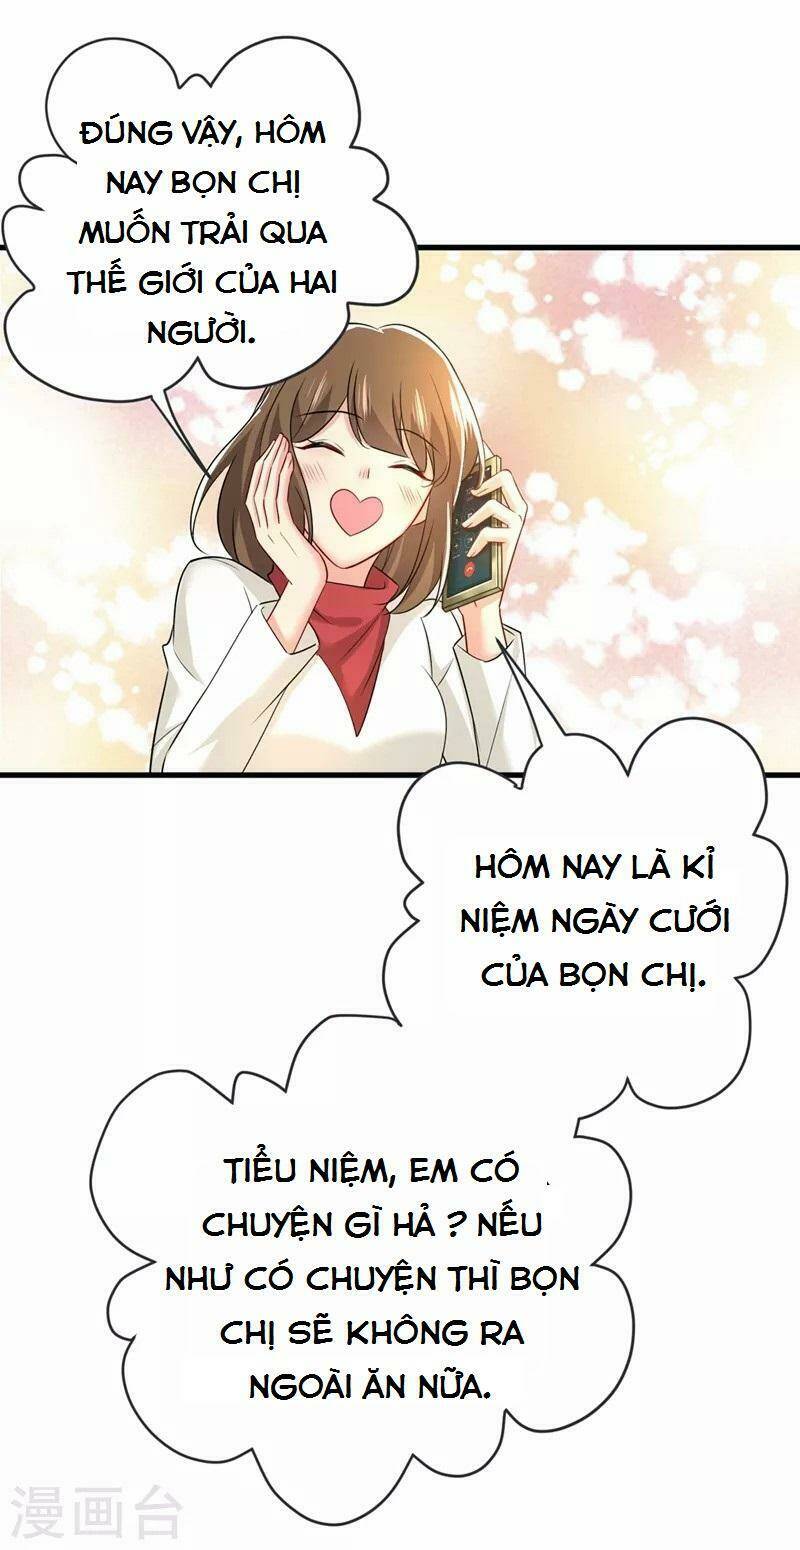 ĐÚNG VẬY, HÔM
NAY BỌN CHỊ
MUỐN TRẢI QUA
THẾ GIỚI CỦA HAI
NGƯỜI.
HÔM NAY LÀ KỈ
NIỆM NGÀY CƯỚI
CỦA BỌN CHỊ.
TIỂU NIỆM, EM CÓ
CHUYỆN GÌ HẢ ? NẾU
NHƯ CÓ CHUYỆN THÌ BỌN
CHỊ SẼ KHÔNG RA
NGOÀI ĂN NỮA.
漫画台